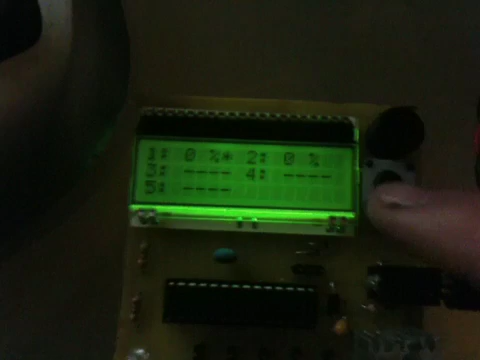 1: 0 %* 2: 0 %
3: ---- 4: ----
5: ----